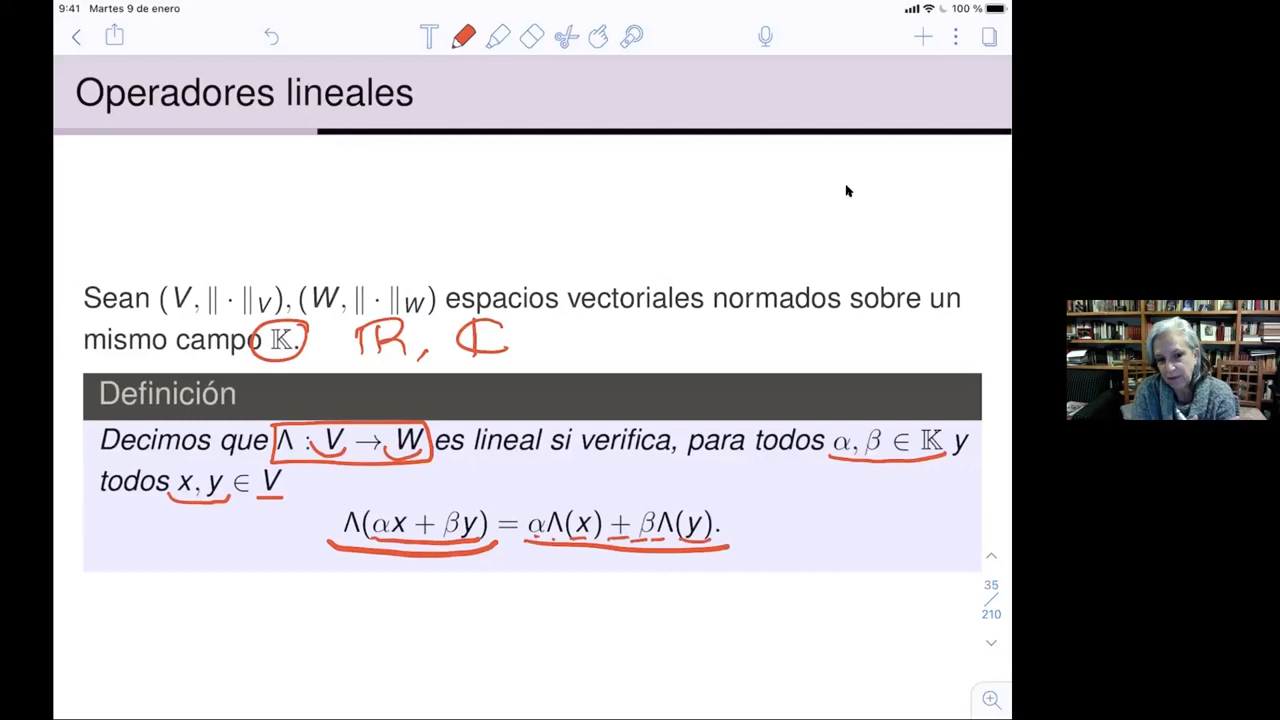 9:41 Martes 9 de enero
100 %
Operadores lineales
Sean (V, ∥ · ∥_V), (W, ∥ · ∥_W) espacios vectoriales normados sobre un
mismo campo 𝕂. ℝ, ℂ
Definición
Decimos que Λ : V → W es lineal si verifica, para todos α, β ∈ 𝕂 y
todos x, y ∈ V
Λ(αx + βy) = αΛ(x) + βΛ(y).
35
210